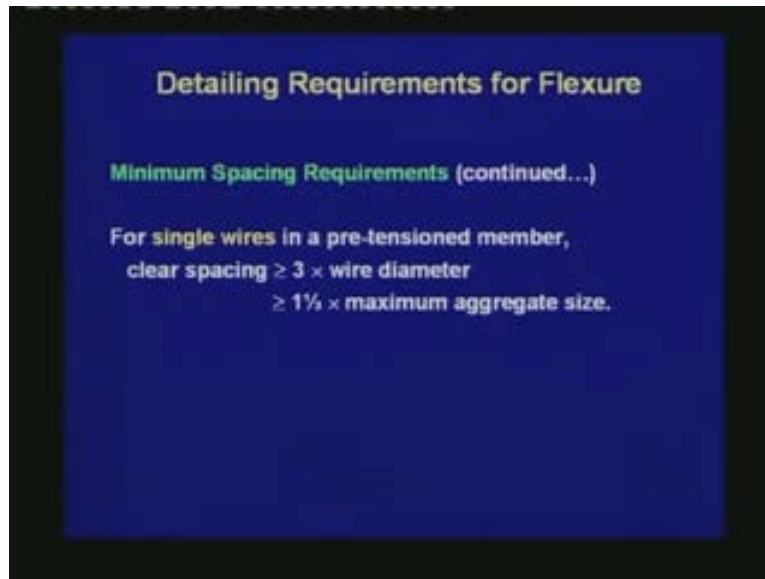 Detailing Requirements for Flexure
Minimum Spacing Requirements (continued...)
For single wires in a pre-tensioned member,
clear spacing ≥ 3 × wire diameter
≥ 1⅓ × maximum aggregate size.